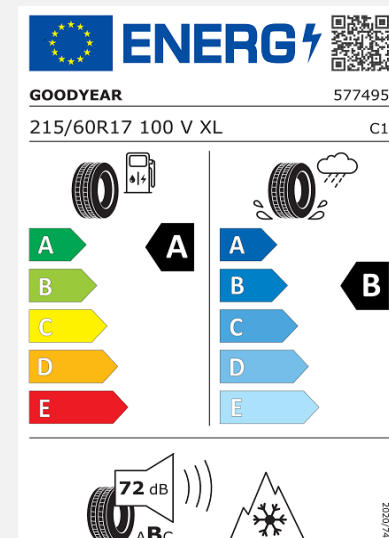 ENERG
GOODYEAR 577495
215/60R17 100 V XL C1
A A A
B B B
C C
D D
E E
72 dB
ABC
2020/74